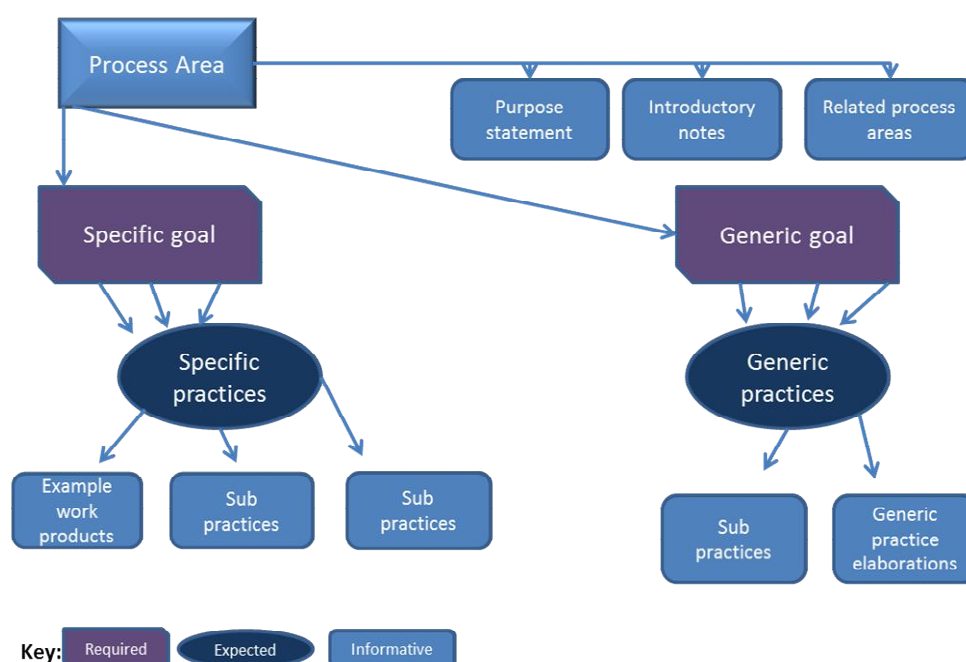 Process Area
Purpose
statement
Introductory
notes
Related process
areas
Specific goal
Generic goal
Specific
practices
Generic
practices
Example
work
products
Sub
practices
Sub
practices
Sub
practices
Generic
practice
elaborations
Key: Required Expected Informative